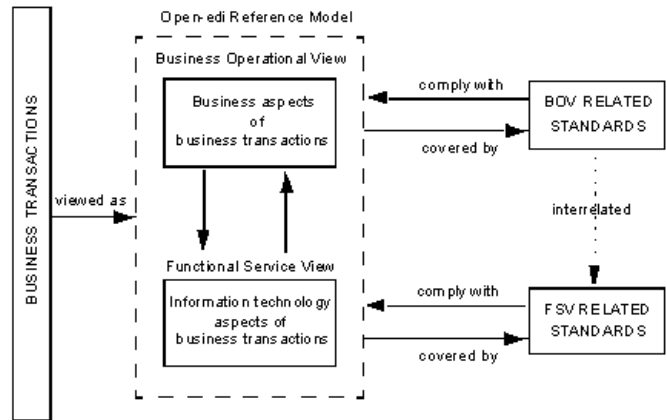 Open-edi Reference Model
BUSINESS TRANSACTIONS
viewed as
Business Operational View
Business aspects
of
business transactions
Functional Service View
Information technology
aspects of
business transactions
comply with
covered by
BOV RELATED
STANDARDS
interrelated
comply with
covered by
FSV RELATED
STANDARDS